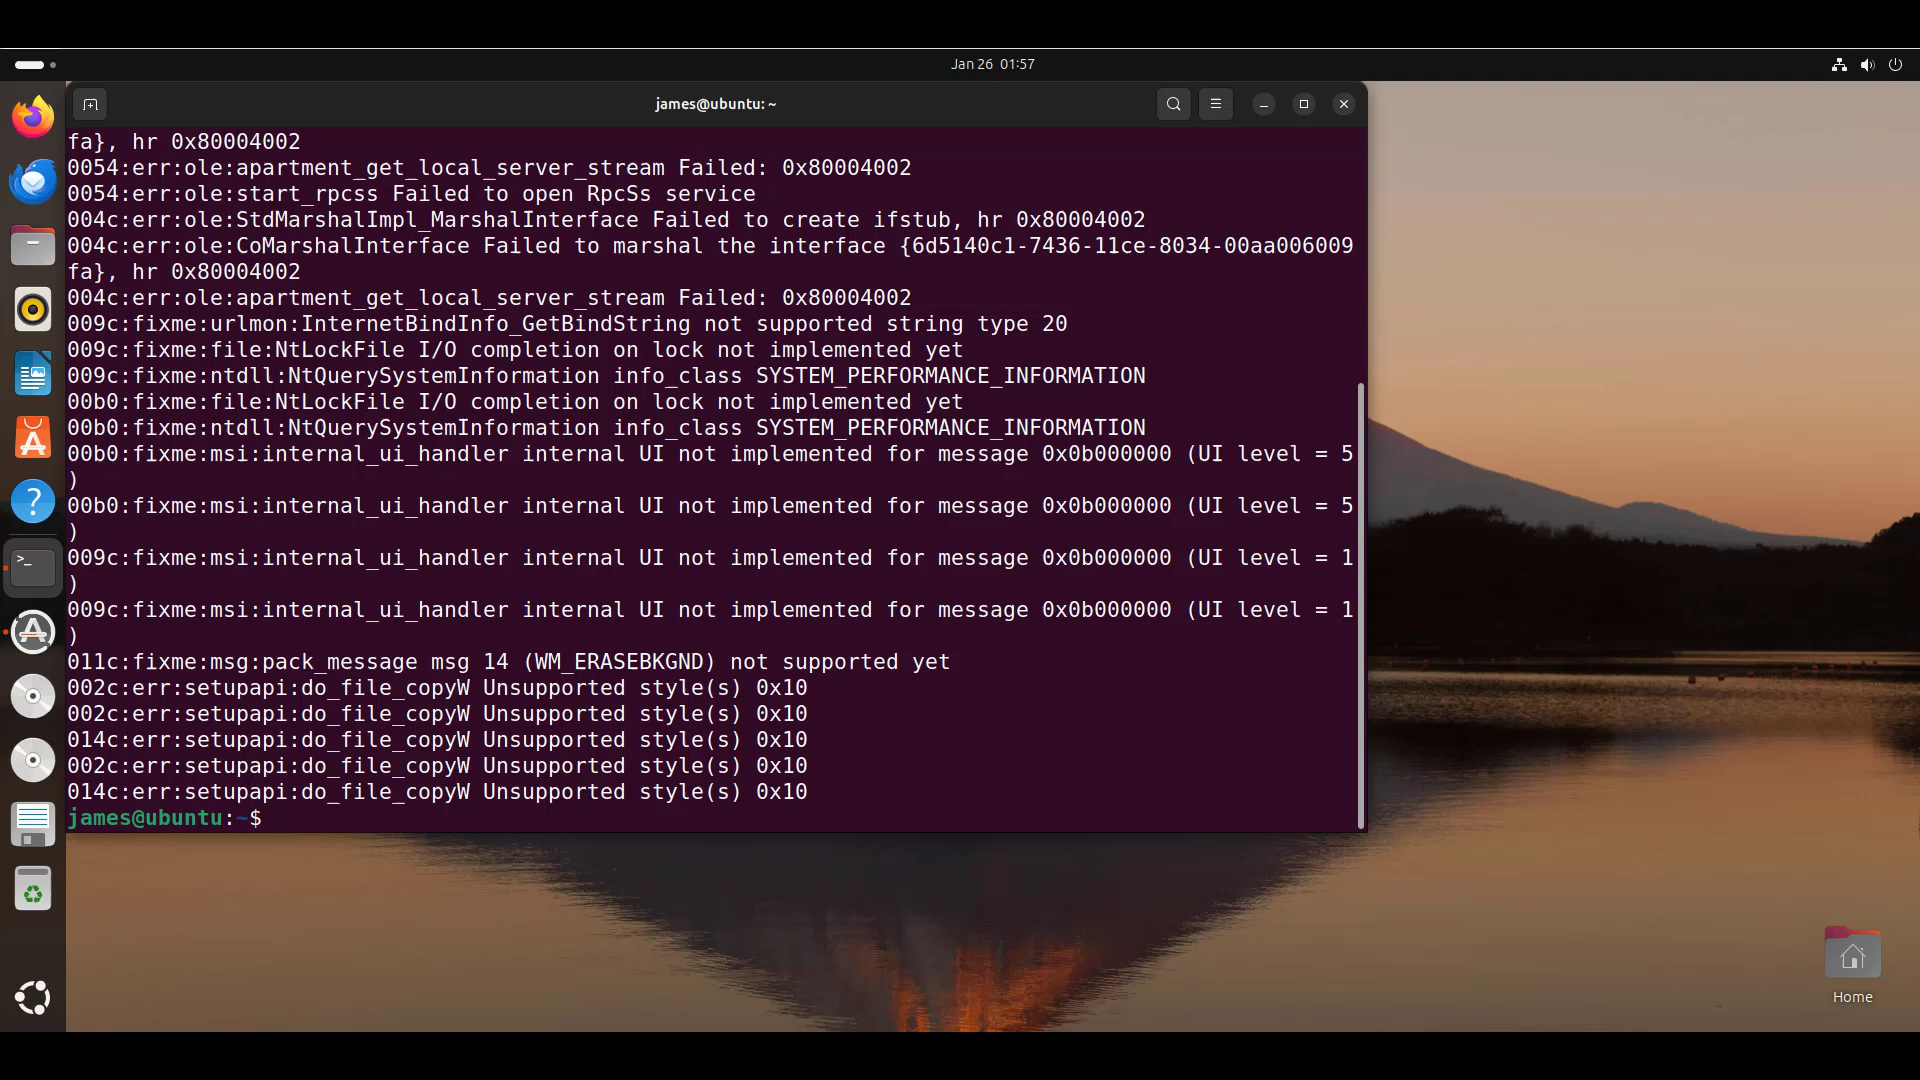 Jan 26 01:57
james@ubuntu: ~
fa}, hr 0x80004002
0054:err:ole:apartment_get_local_server_stream Failed: 0x80004002
0054:err:ole:start_rpcss Failed to open RpcSs service
004c:err:ole:StdMarshalImpl_MarshalInterface Failed to create ifstub, hr 0x80004002
004c:err:ole:CoMarshalInterface Failed to marshal the interface {6d5140c1-7436-11ce-8034-00aa006009
fa}, hr 0x80004002
004c:err:ole:apartment_get_local_server_stream Failed: 0x80004002
009c:fixme:urlmon:InternetBindInfo_GetBindString not supported string type 20
009c:fixme:file:NtLockFile I/O completion on lock not implemented yet
009c:fixme:ntdll:NtQuerySystemInformation info_class SYSTEM_PERFORMANCE_INFORMATION
00b0:fixme:file:NtLockFile I/O completion on lock not implemented yet
00b0:fixme:ntdll:NtQuerySystemInformation info_class SYSTEM_PERFORMANCE_INFORMATION
00b0:fixme:msi:internal_ui_handler internal UI not implemented for message 0x0b000000 (UI level = 5
)
00b0:fixme:msi:internal_ui_handler internal UI not implemented for message 0x0b000000 (UI level = 5
)
009c:fixme:msi:internal_ui_handler internal UI not implemented for message 0x0b000000 (UI level = 1
)
009c:fixme:msi:internal_ui_handler internal UI not implemented for message 0x0b000000 (UI level = 1
)
011c:fixme:msg:pack_message msg 14 (WM_ERASEBKGND) not supported yet
002c:err:setupapi:do_file_copyW Unsupported style(s) 0x10
002c:err:setupapi:do_file_copyW Unsupported style(s) 0x10
014c:err:setupapi:do_file_copyW Unsupported style(s) 0x10
002c:err:setupapi:do_file_copyW Unsupported style(s) 0x10
014c:err:setupapi:do_file_copyW Unsupported style(s) 0x10
james@ubuntu:~$
Home